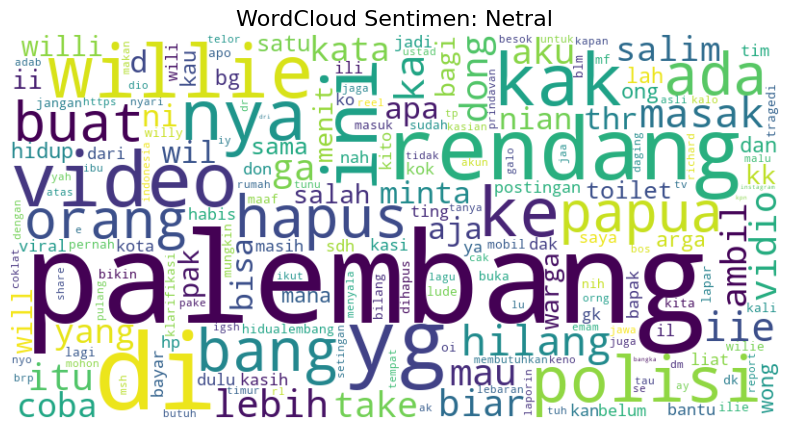 WordCloud Sentimen: Netral
willi d wili kau telor apo satu kata jadi untuk kapan besok blm mf salim tim
adab makan bg salim aku bagi dong
ii willie ili kak ka lah ada
jangan https dio nyari nya dr ko reel menit ini apa nian tp ustad prindavan thr ong asli kalo masak tragedi
buat ni sama jaga masuk sudah kasian kito rendang dan
hidup dari wil don ga nah kok tidak akun galo jaa daging richard malu
yah ibu indonesia willy iy rumah tunu minta postingan toilet kk tv instagram
video atas maaf salah ke papua bpn
orang hapus habis ting tanya aja ya mobil dak saya arga bos ambil vidio
dengan e viral pernah kota pak mungkin masih sdh kasi cak buka nih lapar
coklat share bikin palembang bisa mana ikut menyala lagu bilang dihapus lude lu orng warga bapak kita kali
will yang klarifikasi pulang pake igsh hidualembang setingan oi gk emam jawa il iie
nyo lagi hp di bang yg hilang membutuhkan keno bangka juga wilie
itu mohon bayar dulu kasih tempat mau lebaran dm polisi liat report wong
brp msh timur rl laporin se tau ay dk
coba butuh lebih take ak biar tuh kan belum bantu ilie